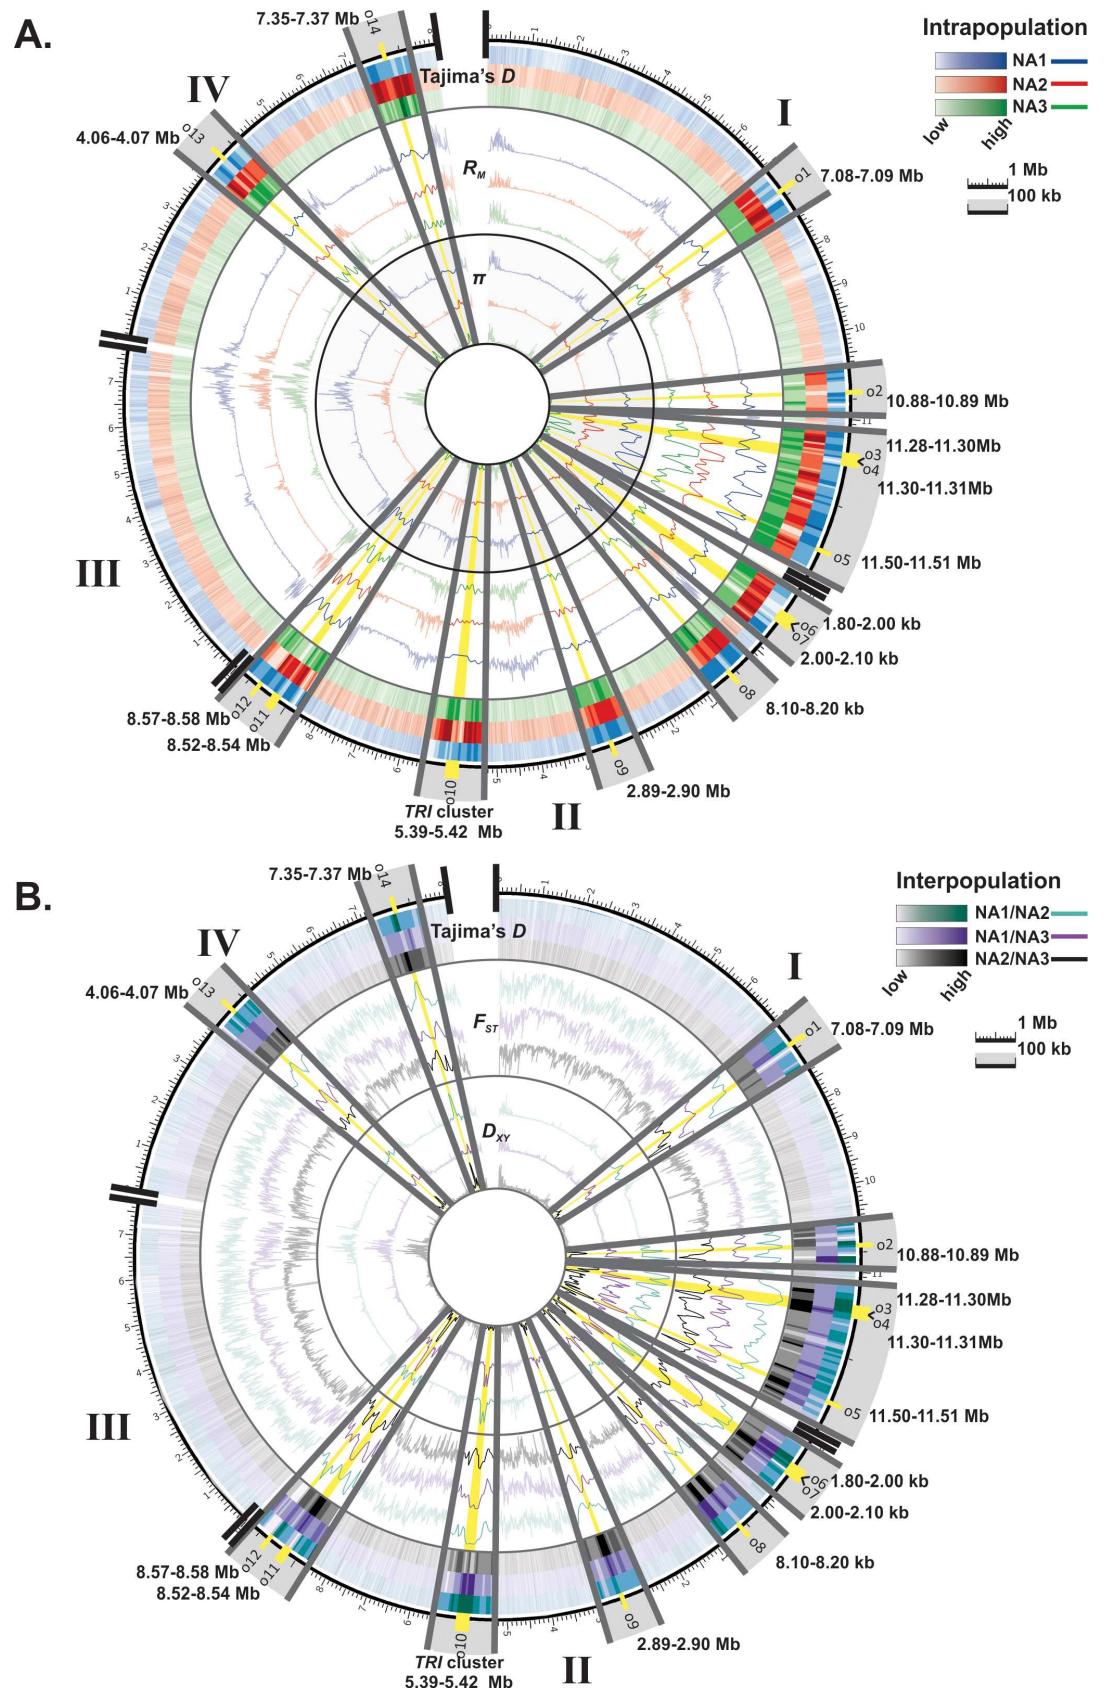 A.
7.35-7.37 Mb
o14
Tajima's D
Intrapopulation
NA1
NA2
NA3
low
high
1 Mb
100 kb
IV
4.06-4.07 Mb
o13
I
o1
7.08-7.09 Mb
R_M
π
o2
10.88-10.89 Mb
11.28-11.30Mb
o3
o4
11.30-11.31Mb
o5
11.50-11.51 Mb
o6
1.80-2.00 kb
o7
2.00-2.10 kb
o8
8.10-8.20 kb
III
8.57-8.58 Mb
o12
o11
8.52-8.54 Mb
o10
TRI cluster
5.39-5.42 Mb
o9
2.89-2.90 Mb
II
B.
7.35-7.37 Mb
o14
Tajima's D
Interpopulation
NA1/NA2
NA1/NA3
NA2/NA3
low
high
1 Mb
100 kb
IV
4.06-4.07 Mb
o13
I
o1
7.08-7.09 Mb
F_ST
D_XY
o2
10.88-10.89 Mb
11.28-11.30Mb
o3
o4
11.30-11.31Mb
o5
11.50-11.51 Mb
o6
1.80-2.00 kb
o7
2.00-2.10 kb
o8
8.10-8.20 kb
III
8.57-8.58 Mb
o12
o11
8.52-8.54 Mb
o10
TRI cluster
5.39-5.42 Mb
o9
2.89-2.90 Mb
II